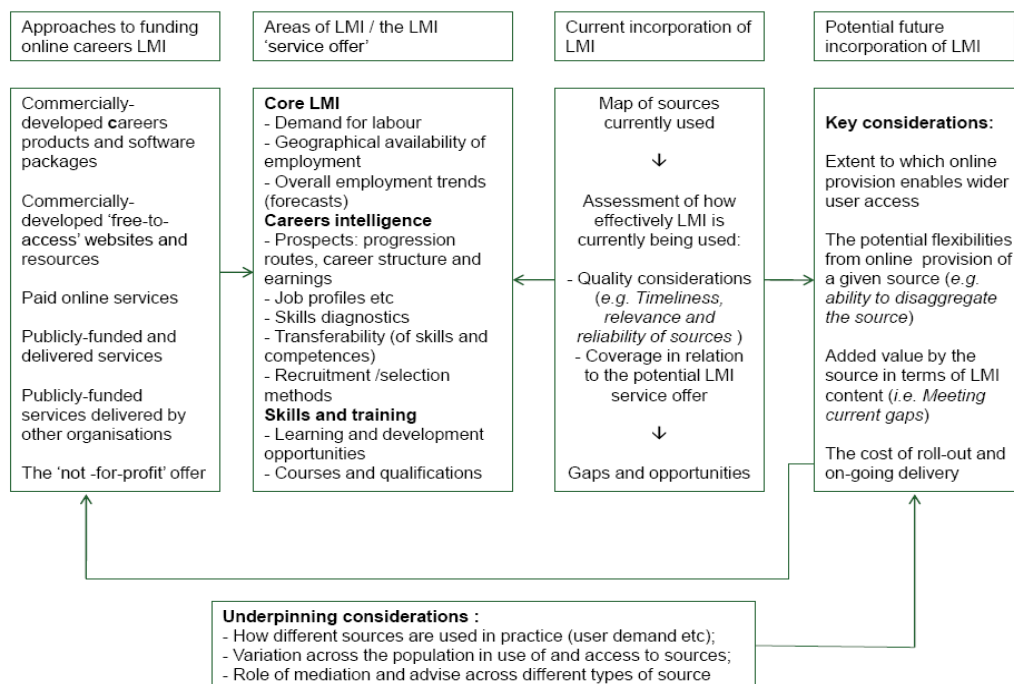 Approaches to funding
online careers LMI
Areas of LMI / the LMI
‘service offer’
Current incorporation of
LMI
Potential future
incorporation of LMI
Commercially-
developed careers
products and software
packages
Commercially-
developed ‘free-to-
access’ websites and
resources
Paid online services
Publicly-funded and
delivered services
Publicly-funded
services delivered by
other organisations
The ‘not -for-profit’ offer
Core LMI
- Demand for labour
- Geographical availability of
employment
- Overall employment trends
(forecasts)
Careers intelligence
- Prospects: progression
routes, career structure and
earnings
- Job profiles etc
- Skills diagnostics
- Transferability (of skills and
competences)
- Recruitment /selection
methods
Skills and training
- Learning and development
opportunities
- Courses and qualifications
Map of sources
currently used
↓
Assessment of how
effectively LMI is
currently being used:
- Quality considerations
(e.g. Timeliness,
relevance and
reliability of sources )
- Coverage in relation
to the potential LMI
service offer
↓
Gaps and opportunities
Key considerations:
Extent to which online
provision enables wider
user access
The potential flexibilities
from online provision of
a given source (e.g.
ability to disaggregate
the source)
Added value by the
source in terms of LMI
content (i.e. Meeting
current gaps)
The cost of roll-out and
on-going delivery
Underpinning considerations :
- How different sources are used in practice (user demand etc);
- Variation across the population in use of and access to sources;
- Role of mediation and advise across different types of source